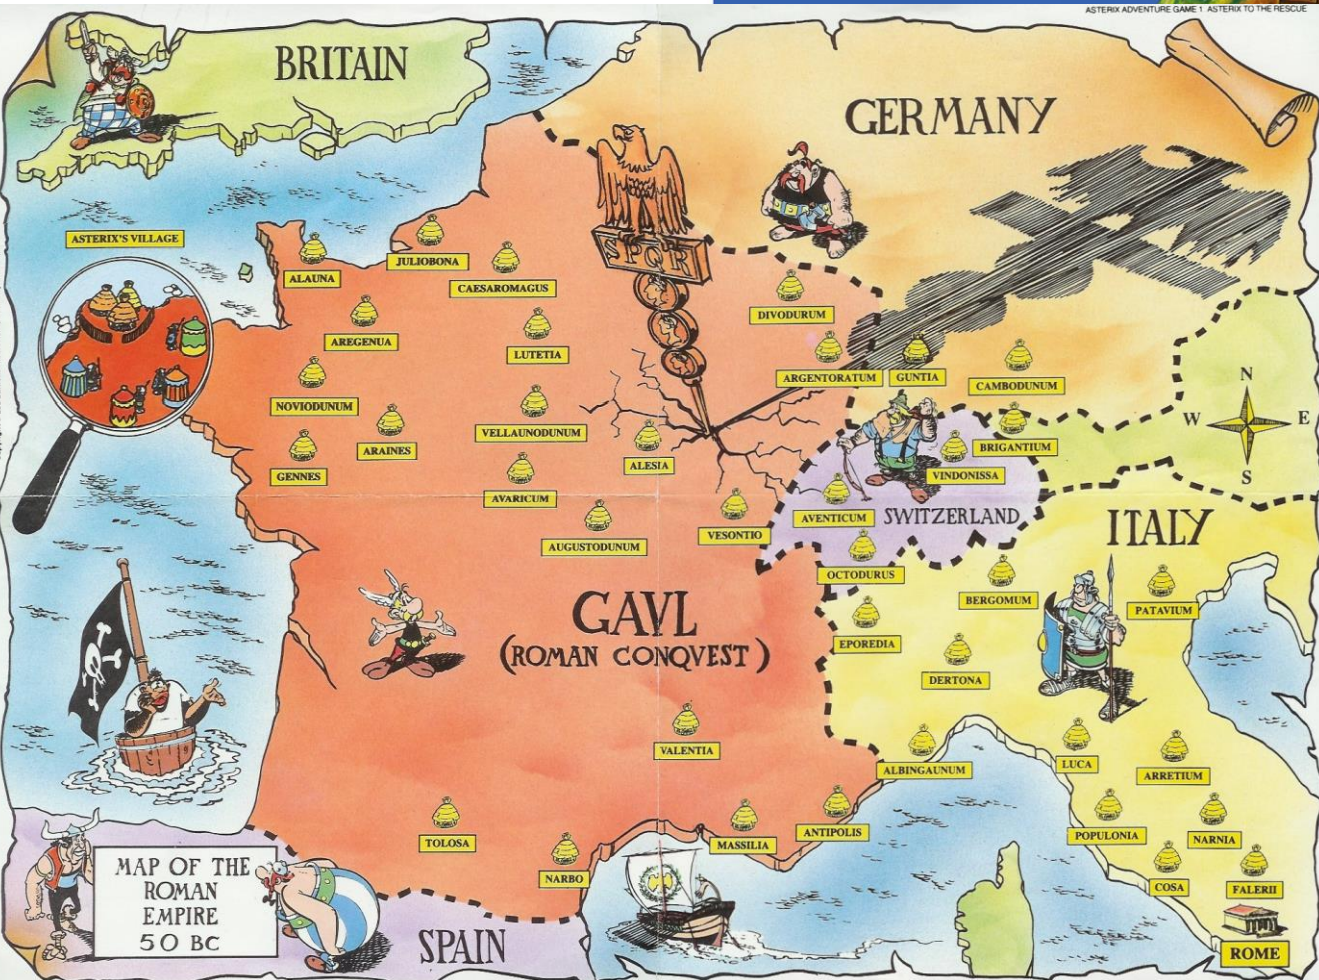 ASTERIX ADVENTURE GAME 1 ASTERIX TO THE RESCUE
BRITAIN
GERMANY
SPQR
ASTERIX'S VILLAGE
ALAUNA
JULIOBONA
CAESAROMAGUS
DIVODURUM
AREGENUA
LUTETIA
ARGENTORATUM
GUNTIA
CAMBODUNUM
NOVIODUNUM
N
W
E
S
VELLAUNODUNUM
ARAINES
BRIGANTIUM
GENNES
ALESIA
VINDONISSA
AVARICUM
AVENTICUM
SWITZERLAND
ITALY
VESONTIO
AUGUSTODUNUM
OCTODURUS
BERGOMUM
PATAVIUM
GAVL
(ROMAN CONQVEST)
EPOREDIA
DERTONA
VALENTIA
ALBINGAUNUM
LUCA
ARRETIUM
TOLOSA
MASSILIA
ANTIPOLIS
POPULONIA
NARNIA
NARBO
COSA
FALERII
MAP OF THE
ROMAN
EMPIRE
50 BC
SPAIN
ROME